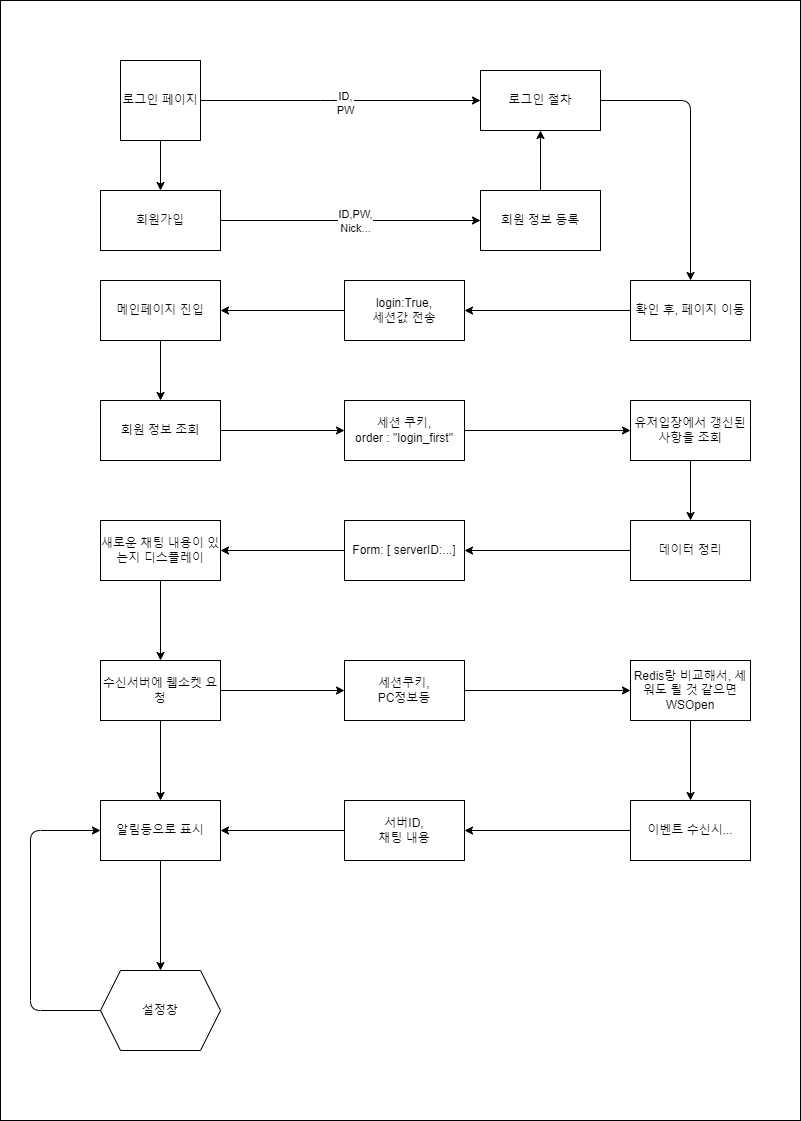 로그인 페이지
ID,
PW
로그인 절차
회원가입
ID,PW,
Nick...
회원 정보 등록
메인페이지 진입
login:True,
세션값 전송
확인 후, 페이지 이동
회원 정보 조회
세션 쿠키,
order : "login_first"
유저입장에서 갱신된
사항을 조회
새로운 채팅 내용이 있
는지 디스플레이
Form: [ serverID:...]
데이터 정리
수신서버에 웹소켓 요
청
세션쿠키,
PC정보등
Redis랑 비교해서, 세
워도 될 것 같으면
WSOpen
알림등으로 표시
서버ID,
채팅 내용
이벤트 수신시...
설정창